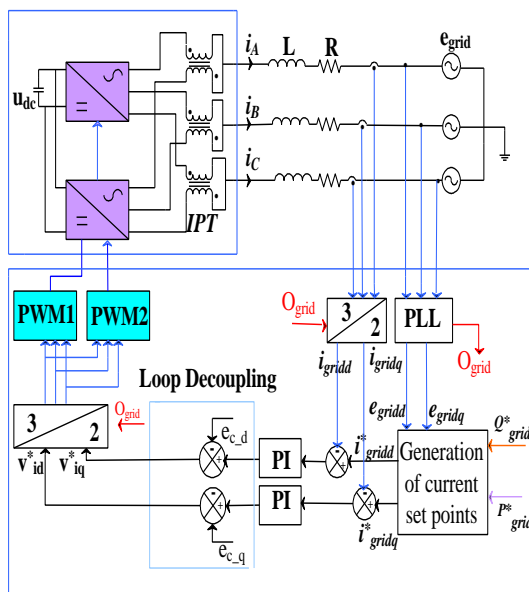 i_A L R e_grid
u_dc
i_B
i_C
IPT
PWM1 PWM2
O_grid
3 2
PLL
O_grid
i_gridd i_gridq
e_gridd e_gridq
Loop Decoupling
3 2
O_grid
v*_id v*_iq
e_c_d
PI
i*_gridd
Generation
of current
set points
Q*_grid
P*_grid
PI
i*_gridq
e_c_q